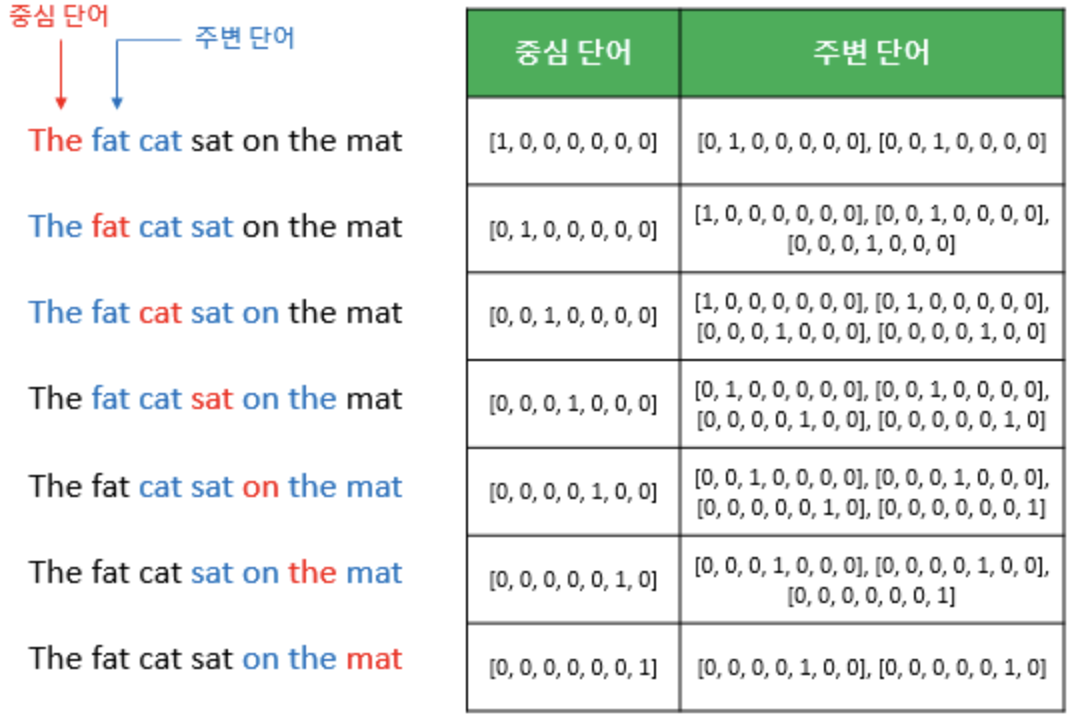 중심 단어
주변 단어
The fat cat sat on the mat
The fat cat sat on the mat
The fat cat sat on the mat
The fat cat sat on the mat
The fat cat sat on the mat
The fat cat sat on the mat
The fat cat sat on the mat
중심 단어 주변 단어
[1, 0, 0, 0, 0, 0, 0] [0, 1, 0, 0, 0, 0, 0], [0, 0, 1, 0, 0, 0, 0]
[0, 1, 0, 0, 0, 0, 0] [1, 0, 0, 0, 0, 0, 0], [0, 0, 1, 0, 0, 0, 0],
[0, 0, 0, 1, 0, 0, 0]
[0, 0, 1, 0, 0, 0, 0] [1, 0, 0, 0, 0, 0, 0], [0, 1, 0, 0, 0, 0, 0],
[0, 0, 0, 1, 0, 0, 0], [0, 0, 0, 0, 1, 0, 0]
[0, 0, 0, 1, 0, 0, 0] [0, 1, 0, 0, 0, 0, 0], [0, 0, 1, 0, 0, 0, 0],
[0, 0, 0, 0, 1, 0, 0], [0, 0, 0, 0, 0, 1, 0]
[0, 0, 0, 0, 1, 0, 0] [0, 0, 1, 0, 0, 0, 0], [0, 0, 0, 1, 0, 0, 0],
[0, 0, 0, 0, 0, 1, 0], [0, 0, 0, 0, 0, 0, 1]
[0, 0, 0, 0, 0, 1, 0] [0, 0, 0, 1, 0, 0, 0], [0, 0, 0, 0, 1, 0, 0],
[0, 0, 0, 0, 0, 0, 1]
[0, 0, 0, 0, 0, 0, 1] [0, 0, 0, 0, 1, 0, 0], [0, 0, 0, 0, 0, 1, 0]